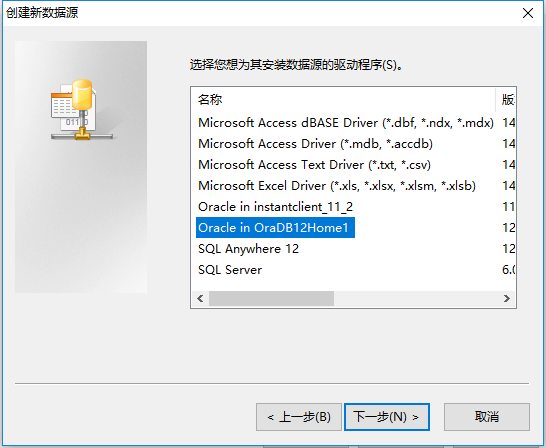 创建新数据源
选择您想为其安装数据源的驱动程序(S)。
名称
Microsoft Access dBASE Driver (*.dbf, *.ndx, *.mdx) 14
Microsoft Access Driver (*.mdb, *.accdb) 14
Microsoft Access Text Driver (*.txt, *.csv) 14
Microsoft Excel Driver (*.xls, *.xlsx, *.xlsm, *.xlsb) 14
Oracle in instantclient_11_2 11
Oracle in OraDB12Home1 12
SQL Anywhere 12 12
SQL Server 6.0
< 上一步(B) 下一步(N) > 取消